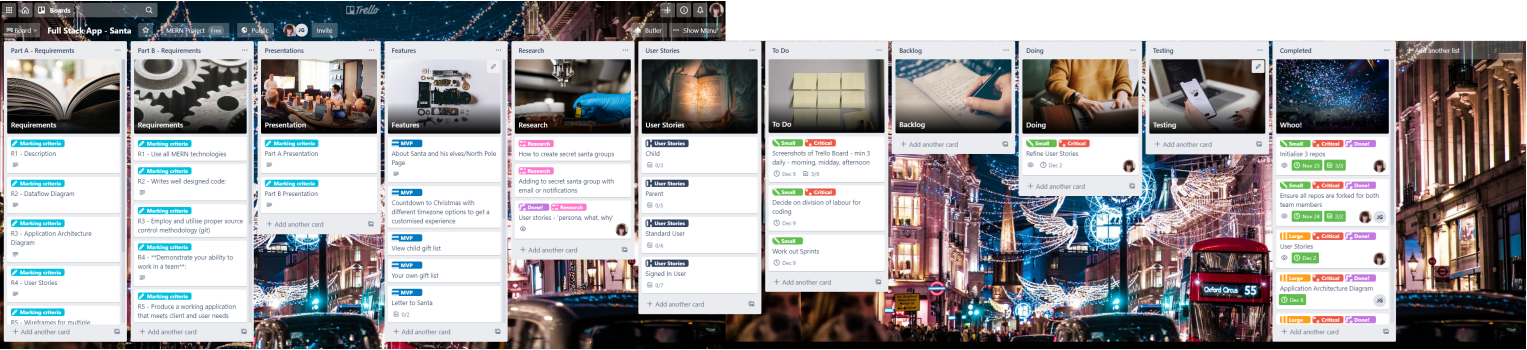 Boards
Trello
Board
Full Stack App - Santa
MERN Project
Free
Public
JG
Invite
Butler
Show Menu
Part A - Requirements
Requirements
Marking criteria
R1 - Description
Marking criteria
R2 - Dataflow Diagram
Marking criteria
R3 - Application Architecture
Diagram
Marking criteria
R4 - User Stories
Marking criteria
R5 - Wireframes for multiple
+ Add another card
Part B - Requirements
Requirements
Marking criteria
R1 - Use all MERN technologies
Marking criteria
R2 - Writes well designed code:
Marking criteria
R3 - Employ and utilise proper source
control methodology (git)
Marking criteria
R4 - **Demonstrate your ability to
work in a team**:
Marking criteria
R5 - Produce a working application
that meets client and user needs
+ Add another card
Presentations
Presentation
Marking criteria
Part A Presentation
Marking criteria
Part B Presentation
+ Add another card
Features
Features
MVP
About Santa and his elves/North Pole
Page
MVP
Countdown to Christmas with
different timezone options to get a
customised experience
MVP
View child gift list
MVP
Your own gift list
MVP
Letter to Santa
0/2
+ Add another card
Research
Research
Research
How to create secret santa groups
Research
Adding to secret santa group with
email or notifications
Done! Research
User stories - 'persona, what, why'
+ Add another card
User Stories
User Stories
User Stories
Child
0/3
User Stories
Parent
0/5
User Stories
Standard User
0/6
User Stories
Signed In User
0/7
+ Add another card
To Do
To Do
Small Critical
Screenshots of Trello Board - min 3
daily - morning, midday, afternoon
Dec 9 3/9
Small Critical
Decide on division of labour for
coding
Dec 9
Small
Work out Sprints
Dec 9
+ Add another card
Backlog
Backlog
+ Add another card
Doing
Doing
Small Critical
Refine User Stories
Dec 2
+ Add another card
Testing
Testing
+ Add another card
Completed
Whoo!
Small Critical Done!
Initialise 3 repos
Nov 25 3/3
Small Critical Done!
Ensure all repos are forked for both
team members
Nov 24 2/2 JG
Large Critical Done!
User Stories
Dec 2
Large Critical Done!
Application Architecture Diagram
Dec 8 JG
Large Critical Done!
+ Add another card
+ Add another list
Oxford Circus 55